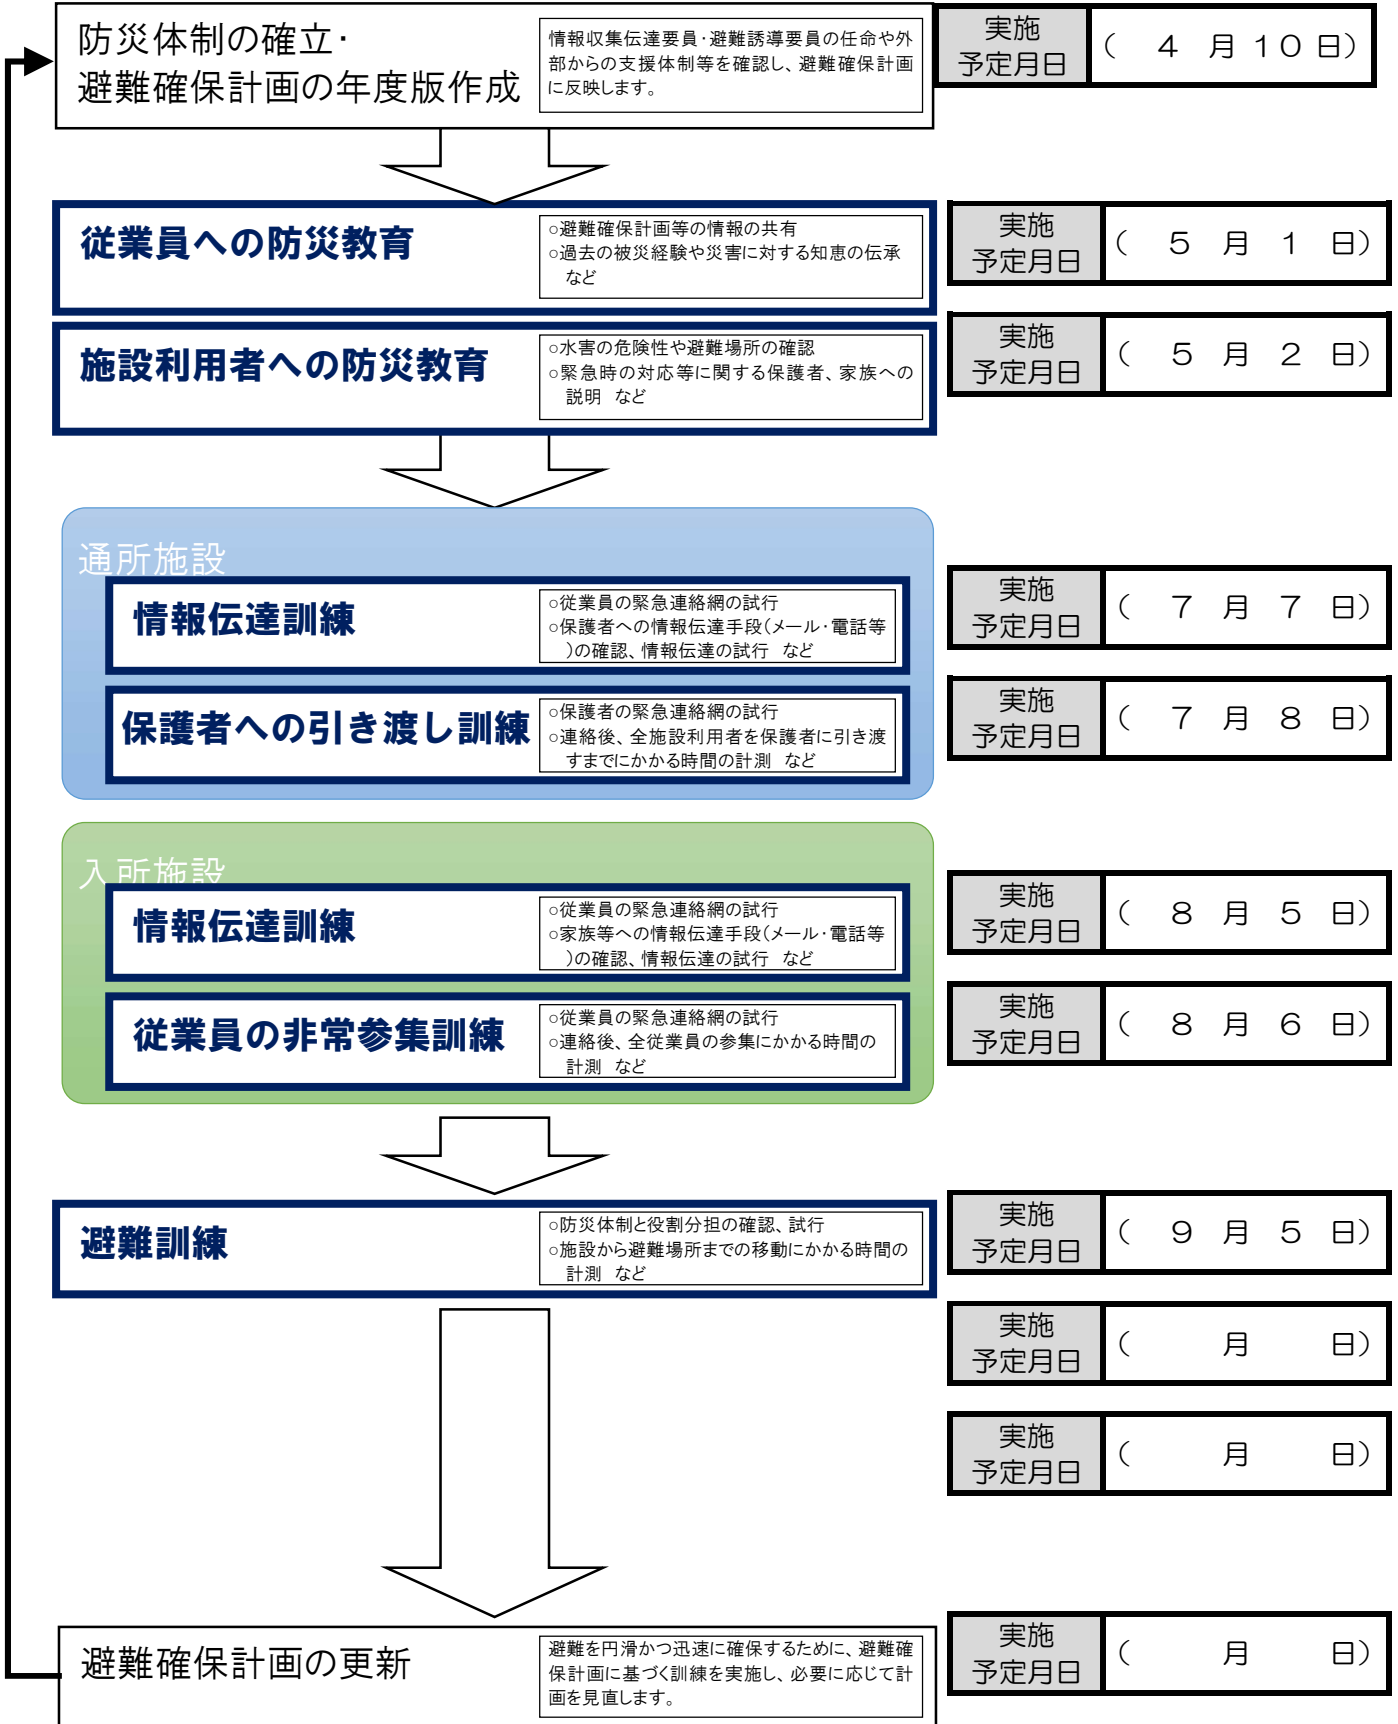 防災体制の確立・
避難確保計画の年度版作成
情報収集伝達要員・避難誘導要員の任命や外
部からの支援体制等を確認し、避難確保計画
に反映します。
実施
予定月日
（　４　月１０日）
従業員への防災教育
○避難確保計画等の情報の共有
○過去の被災経験や災害に対する知恵の伝承
など
実施
予定月日
（　５　月　１　日）
施設利用者への防災教育
○水害の危険性や避難場所の確認
○緊急時の対応等に関する保護者、家族への
説明　など
実施
予定月日
（　５　月　２　日）
通所施設
情報伝達訓練
○従業員の緊急連絡網の試行
○保護者への情報伝達手段（メール・電話等
）の確認、情報伝達の試行　など
実施
予定月日
（　７　月　７　日）
保護者への引き渡し訓練
○保護者の緊急連絡網の試行
○連絡後、全施設利用者を保護者に引き渡
すまでにかかる時間の計測　など
実施
予定月日
（　７　月　８　日）
入所施設
情報伝達訓練
○従業員の緊急連絡網の試行
○家族等への情報伝達手段（メール・電話等
）の確認、情報伝達の試行　など
実施
予定月日
（　８　月　５　日）
従業員の非常参集訓練
○従業員の緊急連絡網の試行
○連絡後、全従業員の参集にかかる時間の
計測　など
実施
予定月日
（　８　月　６　日）
避難訓練
○防災体制と役割分担の確認、試行
○施設から避難場所までの移動にかかる時間の
計測　など
実施
予定月日
（　９　月　５　日）
実施
予定月日
（　　　月　　　日）
実施
予定月日
（　　　月　　　日）
避難確保計画の更新
避難を円滑かつ迅速に確保するために、避難確
保計画に基づく訓練を実施し、必要に応じて計
画を見直します。
実施
予定月日
（　　　月　　　日）